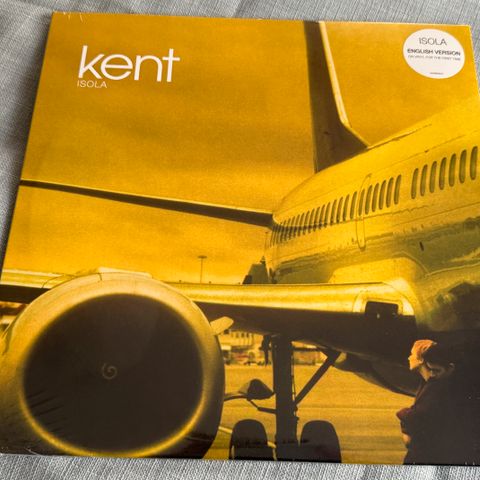 kent
ISOLA
ISOLA
ENGLISH VERSION
ON VINYL FOR THE FIRST TIME